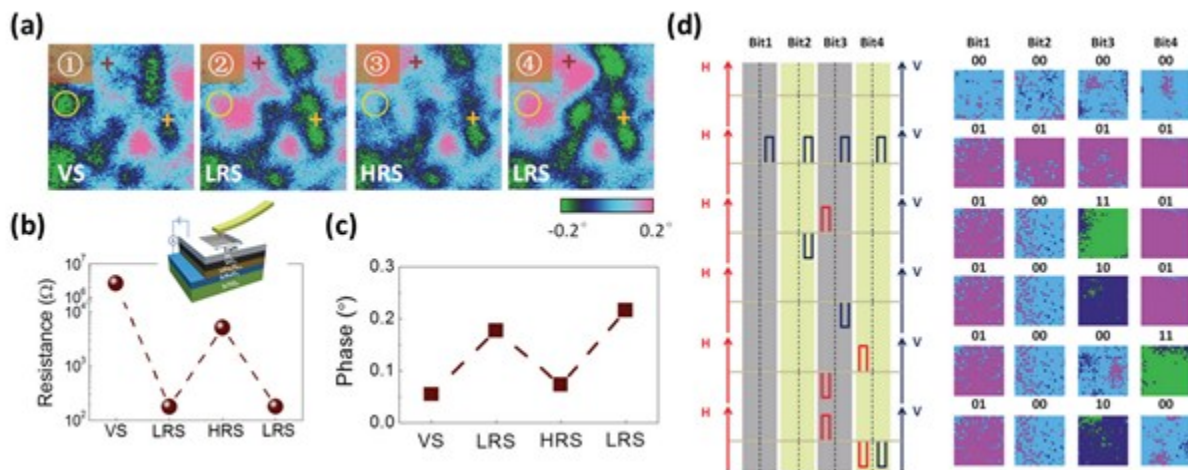 (a)
① ② ③ ④
VS LRS HRS LRS
-0.2° 0.2°
(b)
Resistance (Ω)
10⁷
10⁶
10⁴
10³
10²
VS LRS HRS LRS
(c)
Phase (°)
0.3
0.2
0.1
0.0
VS LRS HRS LRS
(d)
Bit1 Bit2 Bit3 Bit4
H V
H V
H V
H V
H V
H V
Bit1 Bit2 Bit3 Bit4
00 00 00 00
01 01 01 01
01 00 11 01
01 00 10 01
01 00 00 11
01 00 10 00